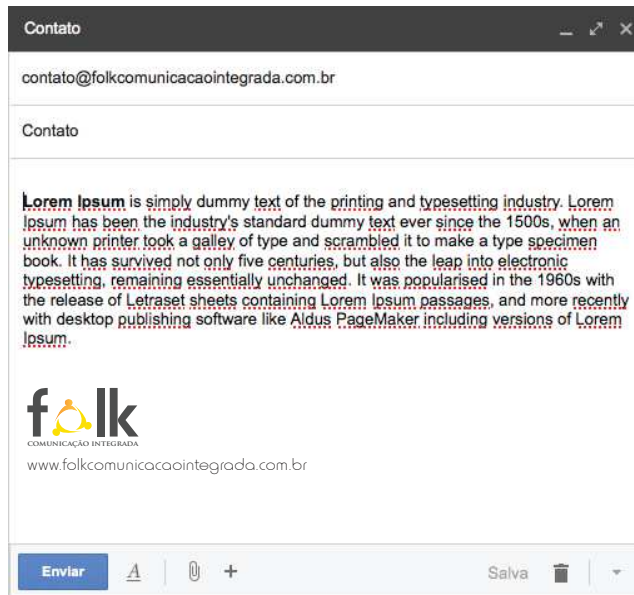 Contato
contato@folkcomunicacaointegrada.com.br
Contato
Lorem Ipsum is simply dummy text of the printing and typesetting industry. Lorem
Ipsum has been the industry's standard dummy text ever since the 1500s, when an
unknown printer took a galley of type and scrambled it to make a type specimen
book. It has survived not only five centuries, but also the leap into electronic
typesetting, remaining essentially unchanged. It was popularised in the 1960s with
the release of Letraset sheets containing Lorem Ipsum passages, and more recently
with desktop publishing software like Aldus PageMaker including versions of Lorem
Ipsum.
folk
COMUNICAÇÃO INTEGRADA
www.folkcomunicacaointegrada.com.br
Enviar A Salva